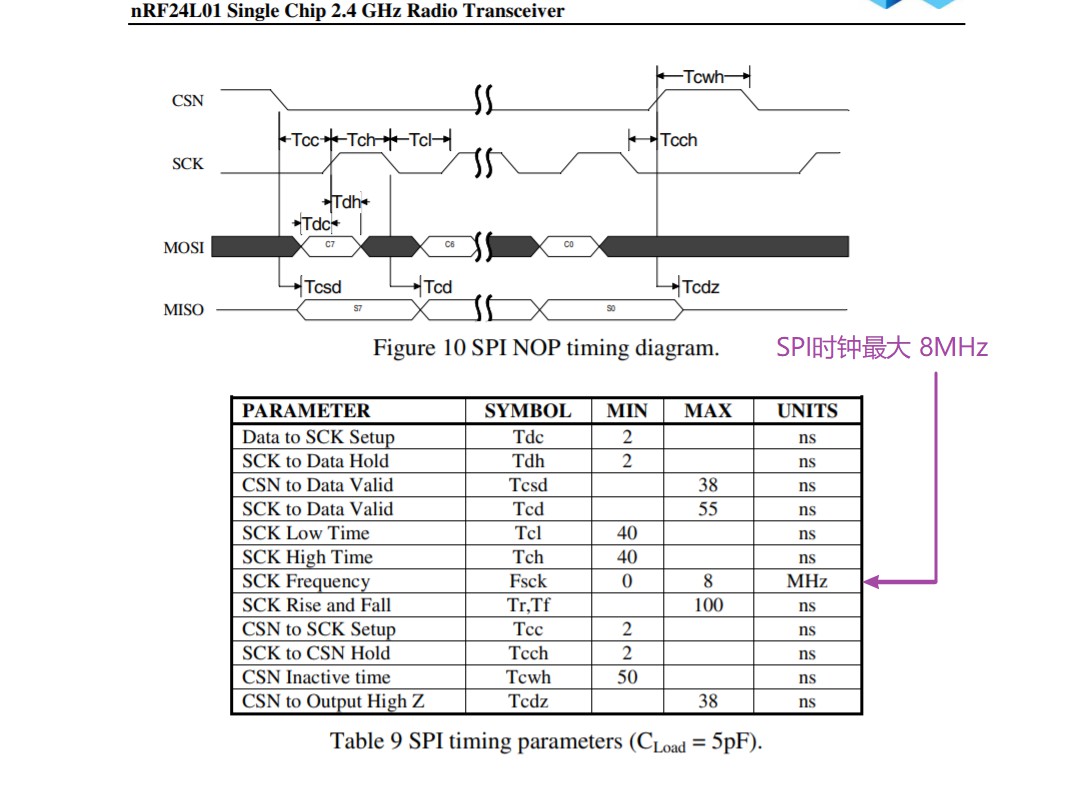 nRF24L01 Single Chip 2.4 GHz Radio Transceiver
Tcwh
CSN
Tcc Tch Tcl Tcch
SCK
Tdh
Tdc
MOSI C7 C6 C0
Tcsd Tcd Tcdz
MISO S7 S0
Figure 10 SPI NOP timing diagram.
SPI时钟最大 8MHz
PARAMETER SYMBOL MIN MAX UNITS
Data to SCK Setup Tdc 2 ns
SCK to Data Hold Tdh 2 ns
CSN to Data Valid Tcsd 38 ns
SCK to Data Valid Tcd 55 ns
SCK Low Time Tcl 40 ns
SCK High Time Tch 40 ns
SCK Frequency Fsck 0 8 MHz
SCK Rise and Fall Tr,Tf 100 ns
CSN to SCK Setup Tcc 2 ns
SCK to CSN Hold Tcch 2 ns
CSN Inactive time Tcwh 50 ns
CSN to Output High Z Tcdz 38 ns
Table 9 SPI timing parameters (CLoad = 5pF).